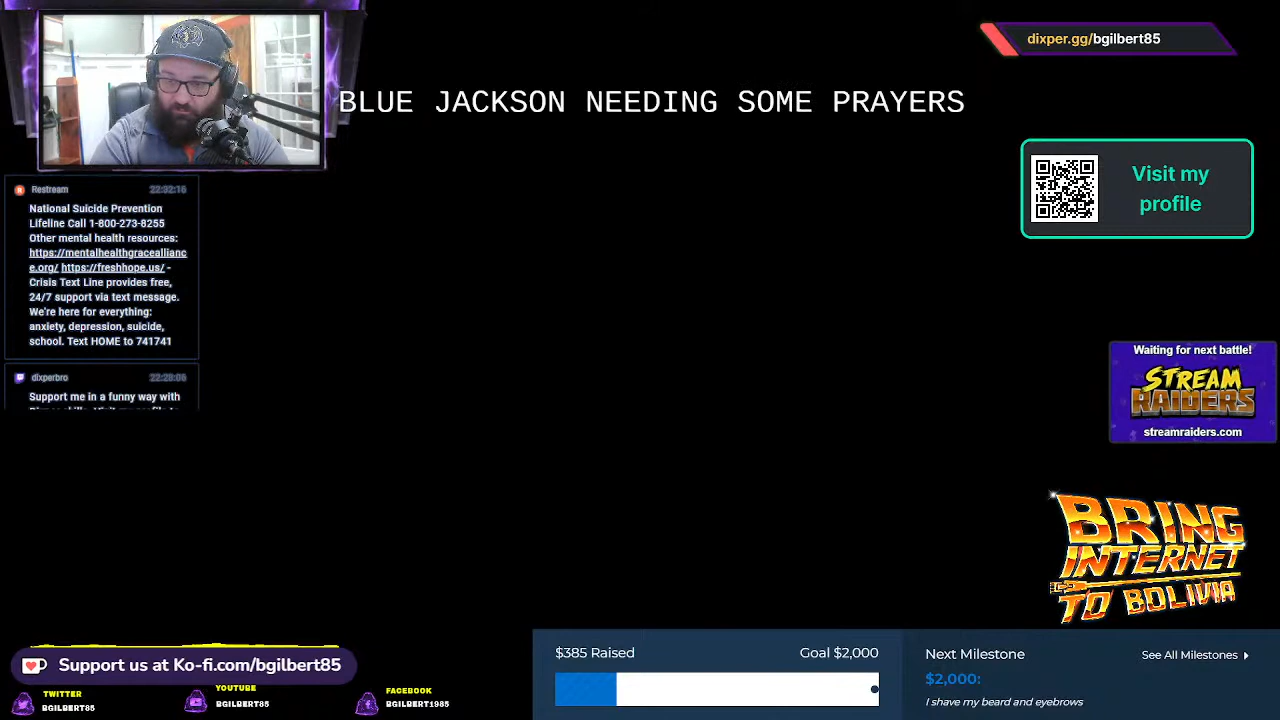 dixper.gg/bgilbert85
BLUE JACKSON NEEDING SOME PRAYERS
Visit my
profile
Restream 22:32:16
National Suicide Prevention
Lifeline Call 1-800-273-8255
Other mental health resources:
https://mentalhealthgracealliance
e.org/ https://freshhope.us/ -
Crisis Text Line provides free,
24/7 support via text message.
We're here for everything:
anxiety, depression, suicide,
school. Text HOME to 741741
dixperbro 22:28:06
Support me in a funny way with
Waiting for next battle!
STREAM
RAIDERS
streamraiders.com
BRING
INTERNET
TO BOLIVIA
$385 Raised Goal $2,000
Next Milestone See All Milestones
$2,000:
I shave my beard and eyebrows
Support us at Ko-fi.com/bgilbert85
TWITTER
BGILBERT85
YOUTUBE
BGILBERT85
FACEBOOK
BGILBERT1985